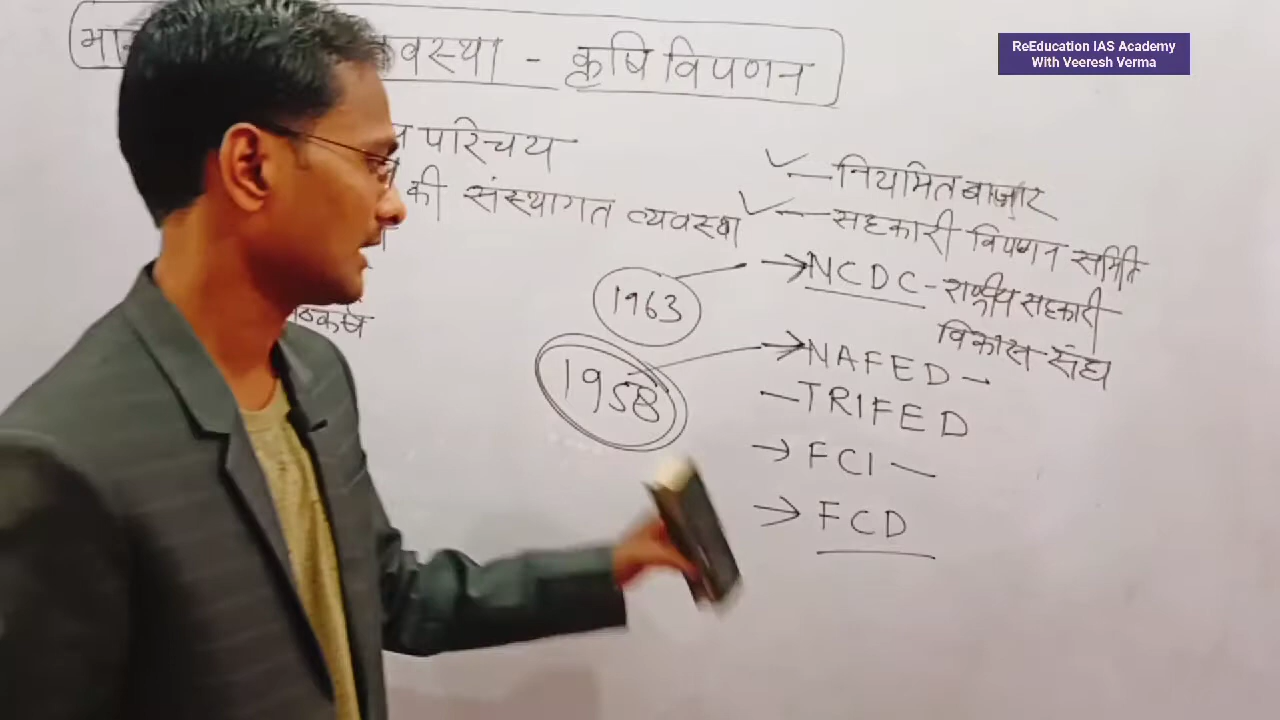 ReEducation IAS Academy
With Veeresh Verma
व्यवस्था - कृषि विपणन
परिचय
की संस्थागत व्यवस्था
— नियमित बाज़ार
— सहकारी विपणन समिति
1963
→ NCDC - राष्ट्रीय सहकारी
विकास संघ
1958
→ NAFED -
- TRIFED
→ FCI -
→ FCD